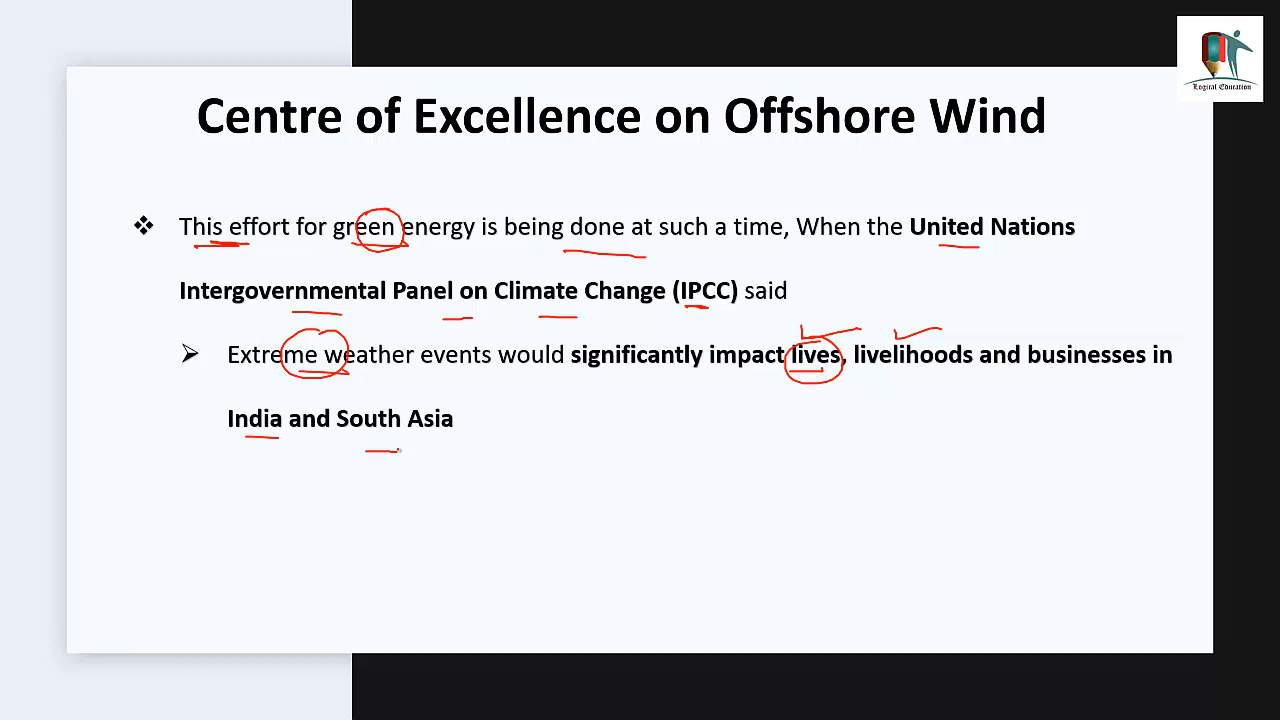 Logical Education
Centre of Excellence on Offshore Wind
This effort for green energy is being done at such a time, When the United Nations
Intergovernmental Panel on Climate Change (IPCC) said
Extreme weather events would significantly impact lives, livelihoods and businesses in
India and South Asia